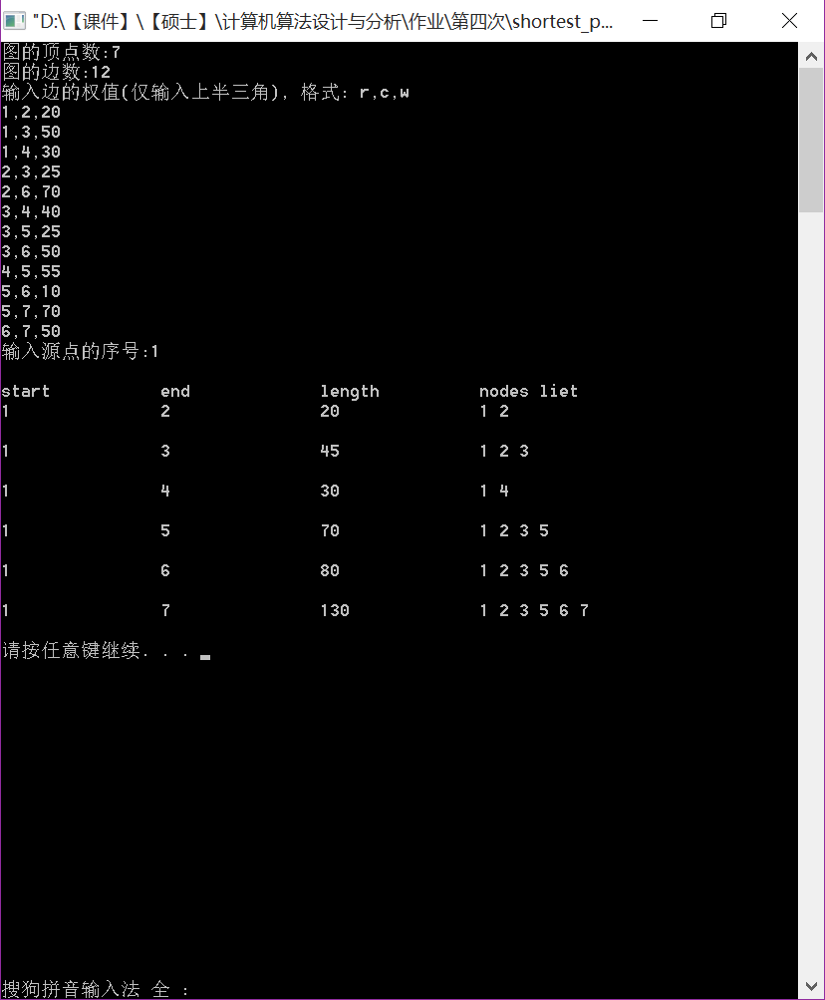 "D:\【课件】\【硕士】\计算机算法设计与分析\作业\第四次\shortest_p...
图的顶点数:7
图的边数:12
输入边的权值(仅输入上半三角), 格式: r,c,w
1,2,20
1,3,50
1,4,30
2,3,25
2,6,70
3,4,40
3,5,25
3,6,50
4,5,55
5,6,10
5,7,70
6,7,50
输入源点的序号:1
start end length nodes liet
1 2 20 1 2
1 3 45 1 2 3
1 4 30 1 4
1 5 70 1 2 3 5
1 6 80 1 2 3 5 6
1 7 130 1 2 3 5 6 7
请按任意键继续. . .
搜狗拼音输入法 全 :